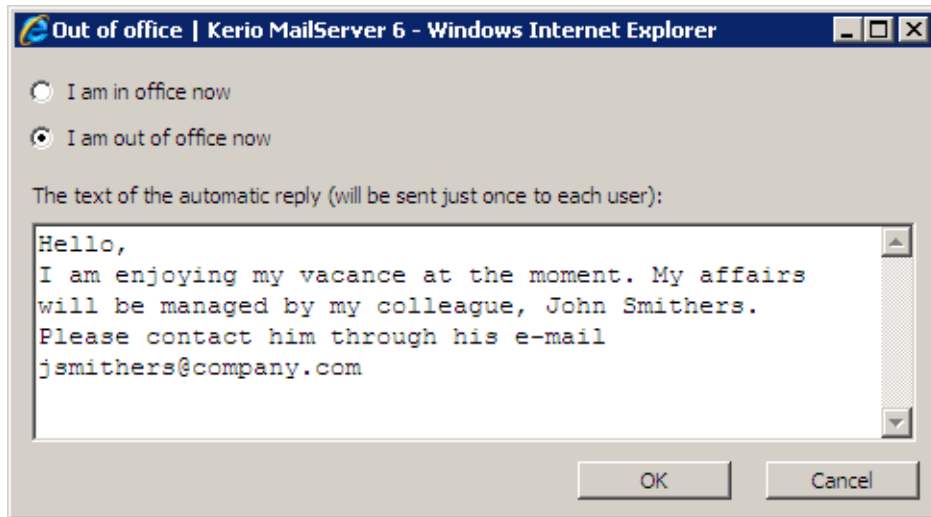 Out of office | Kerio MailServer 6 - Windows Internet Explorer
I am in office now
I am out of office now
The text of the automatic reply (will be sent just once to each user):
Hello,
I am enjoying my vacance at the moment. My affairs
will be managed by my colleague, John Smithers.
Please contact him through his e-mail
jsmithers@company.com
OK
Cancel